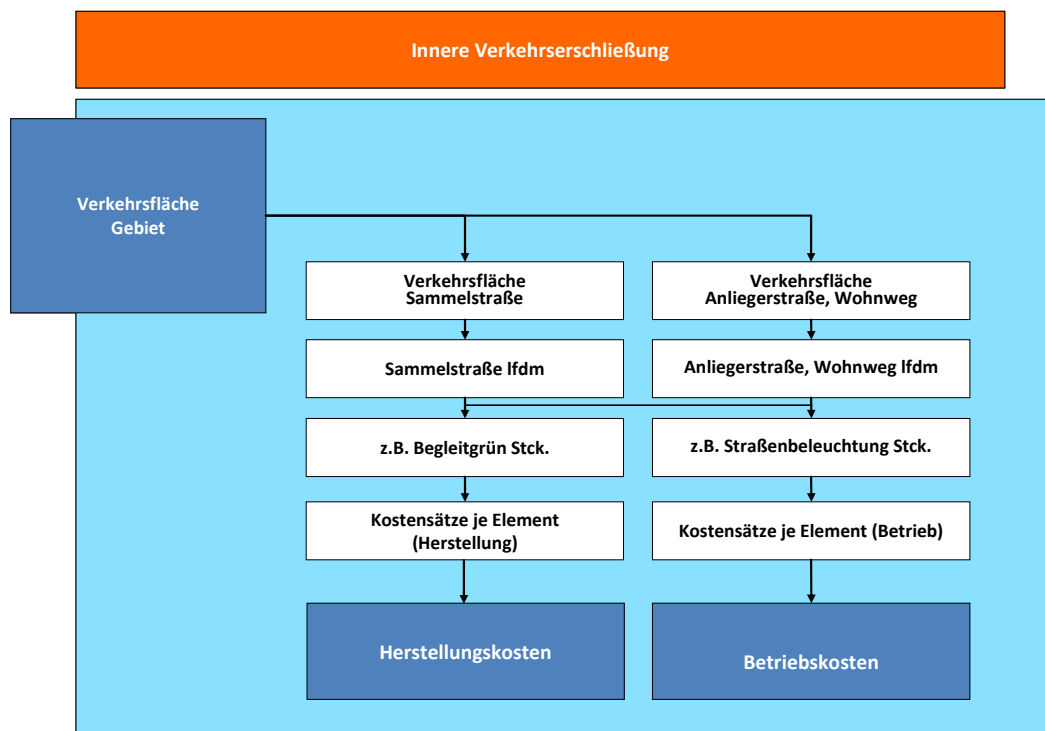 Innere Verkehrserschließung
Verkehrsfläche
Gebiet
Verkehrsfläche
Sammelstraße
Verkehrsfläche
Anliegerstraße, Wohnweg
Sammelstraße lfdm
Anliegerstraße, Wohnweg lfdm
z.B. Begleitgrün Stck.
z.B. Straßenbeleuchtung Stck.
Kostensätze je Element
(Herstellung)
Kostensätze je Element (Betrieb)
Herstellungskosten
Betriebskosten